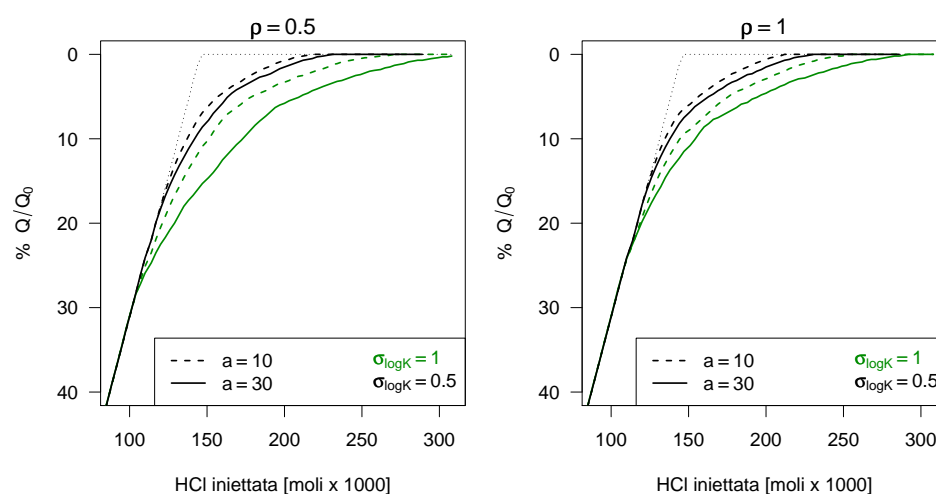 ρ = 0.5
0
10
20
30
40
% Q/Q₀
a = 10 σlogK = 1
a = 30 σlogK = 0.5
100 150 200 250 300
HCl iniettata [moli x 1000]
ρ = 1
0
10
20
30
40
% Q/Q₀
a = 10 σlogK = 1
a = 30 σlogK = 0.5
100 150 200 250 300
HCl iniettata [moli x 1000]